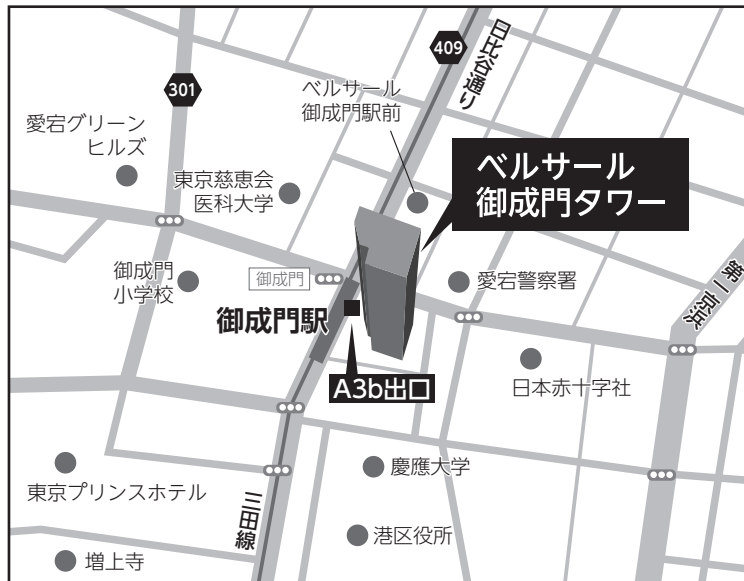 409
日比谷通り
301
ベルサール
御成門駅前
愛宕グリーン
ヒルズ
東京慈恵会
医科大学
ベルサール
御成門タワー
御成門
小学校
御成門
愛宕警察署
第一京浜
御成門駅
A3b出口
日本赤十字社
東京プリンスホテル
慶應大学
三田線
港区役所
増上寺